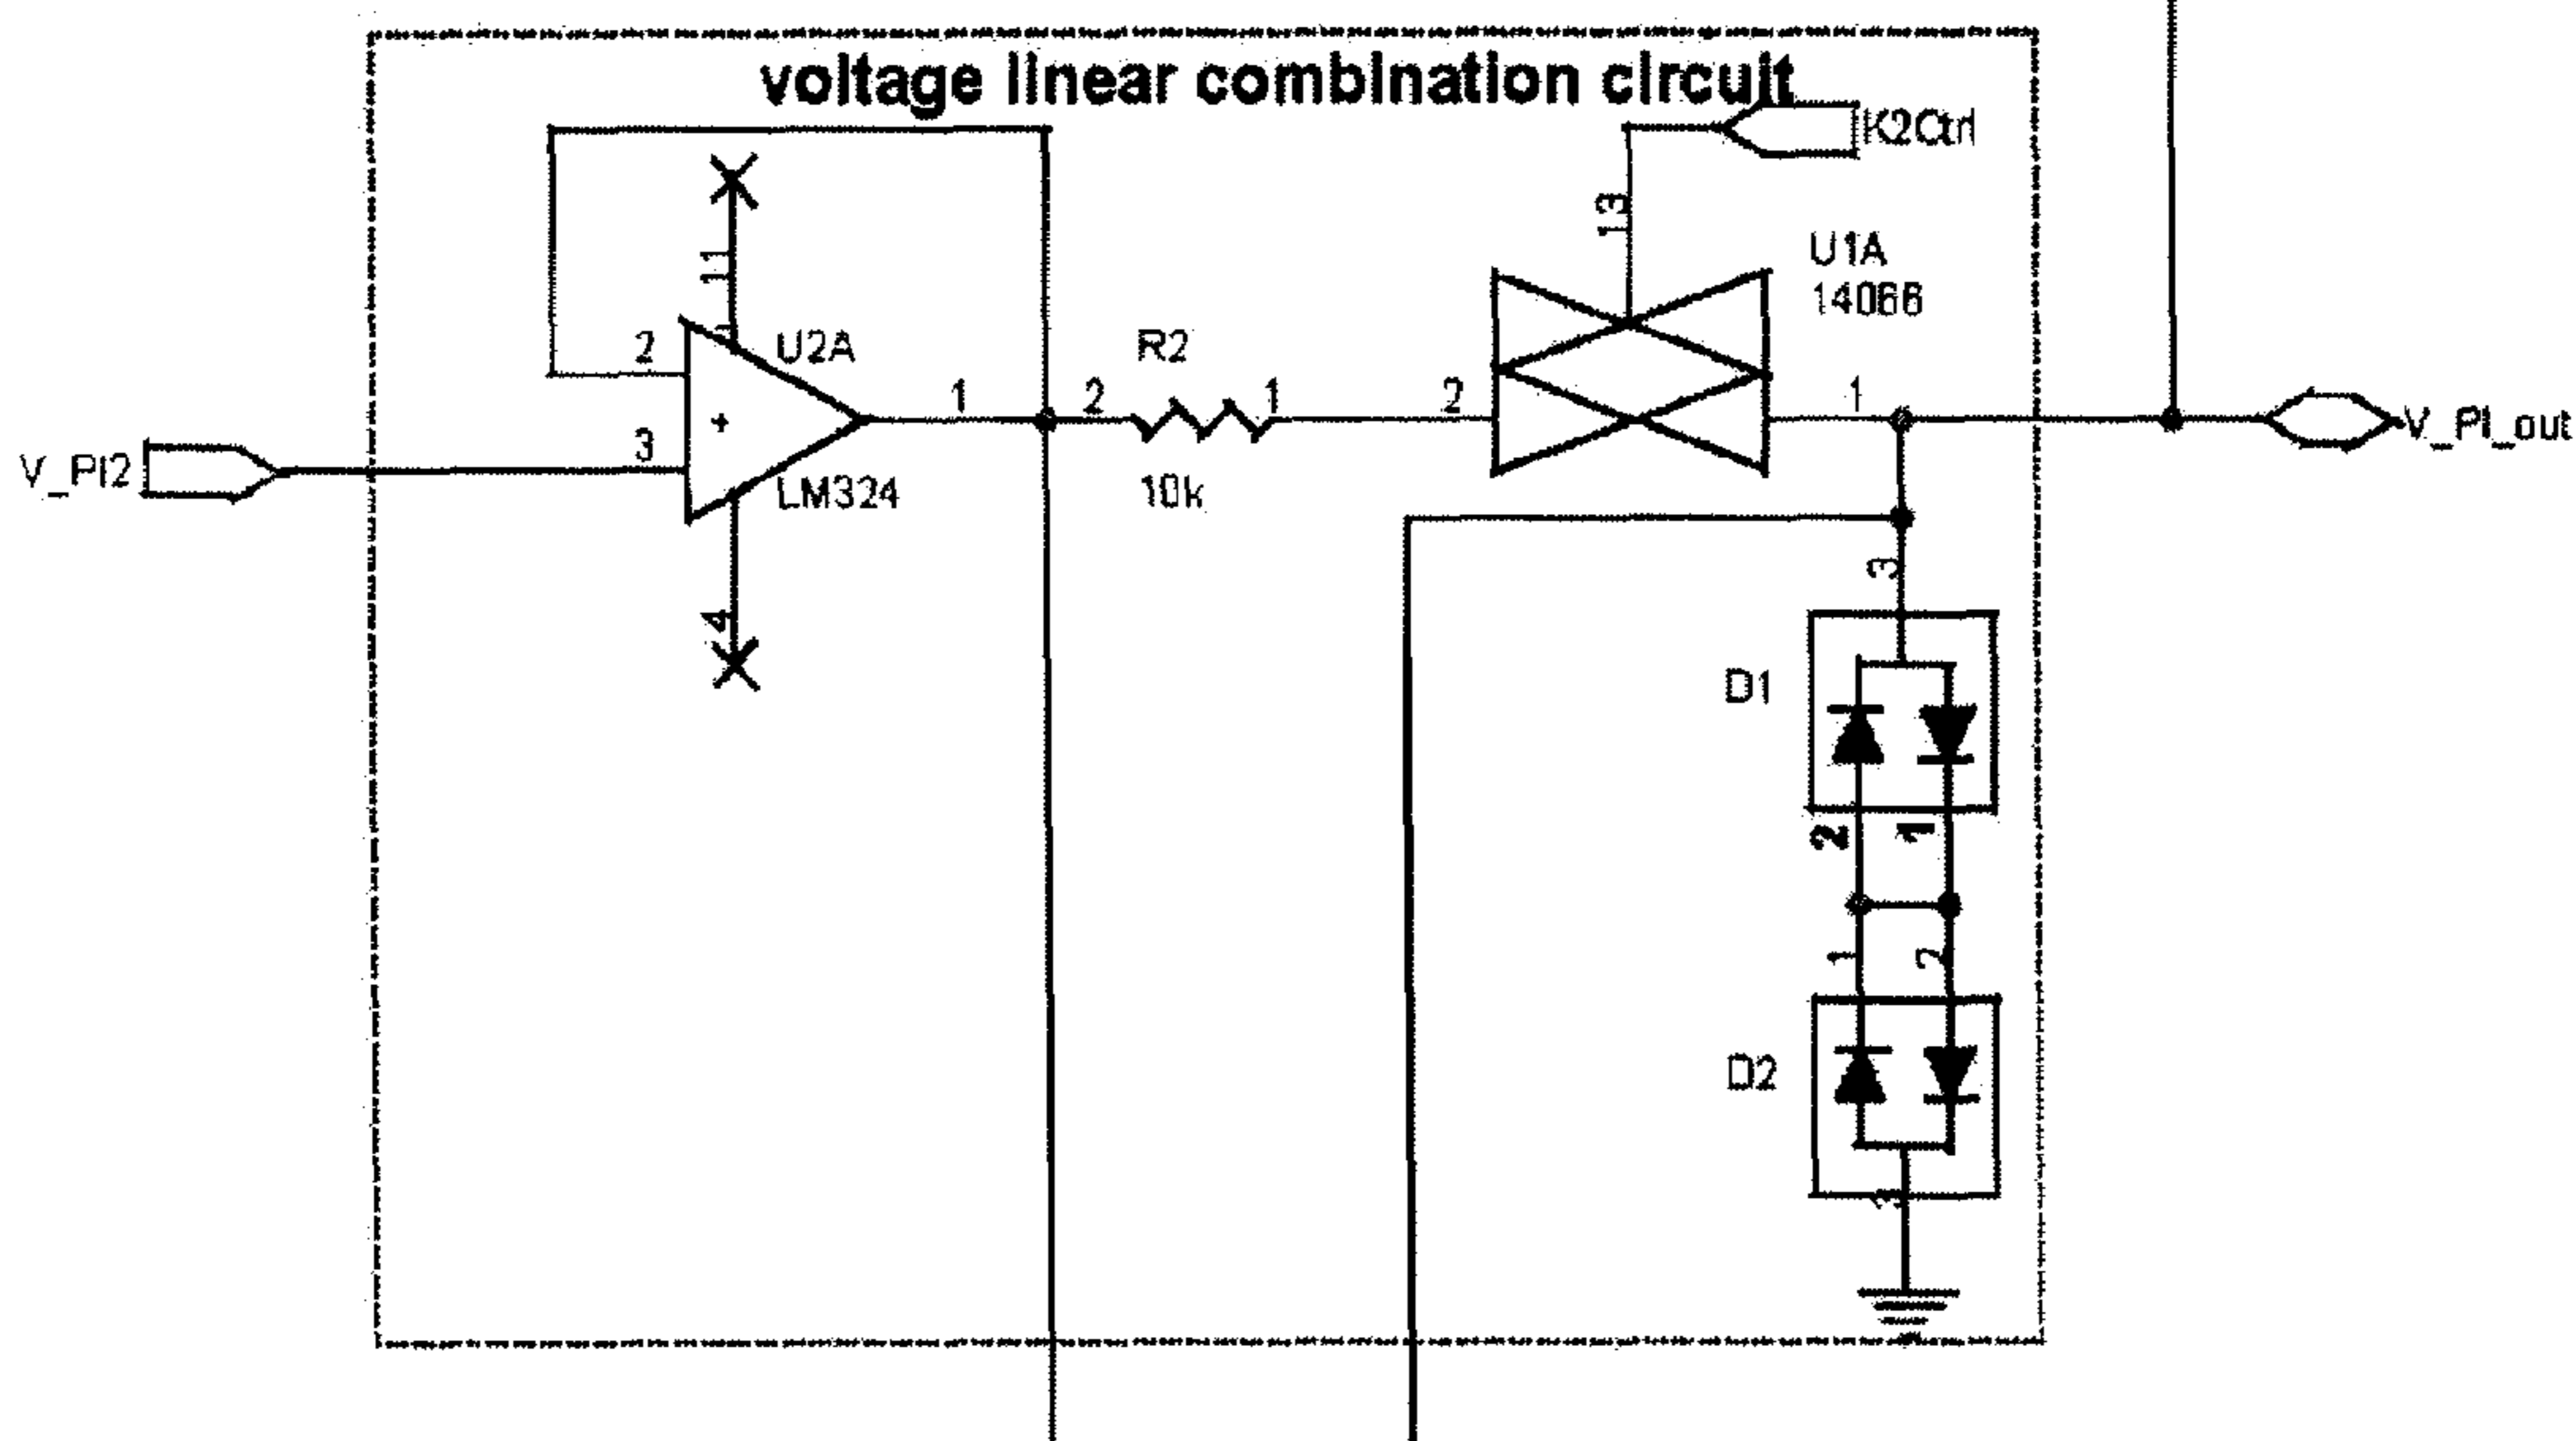 voltage linear combination circuit
K2Ctrl
13
U1A
14066
11
2
U2A
R2
1
2
1
2
1
3
V_PI2
LM324
10k
V_PI_out
4
3
D1
2
1
1
2
D2
3